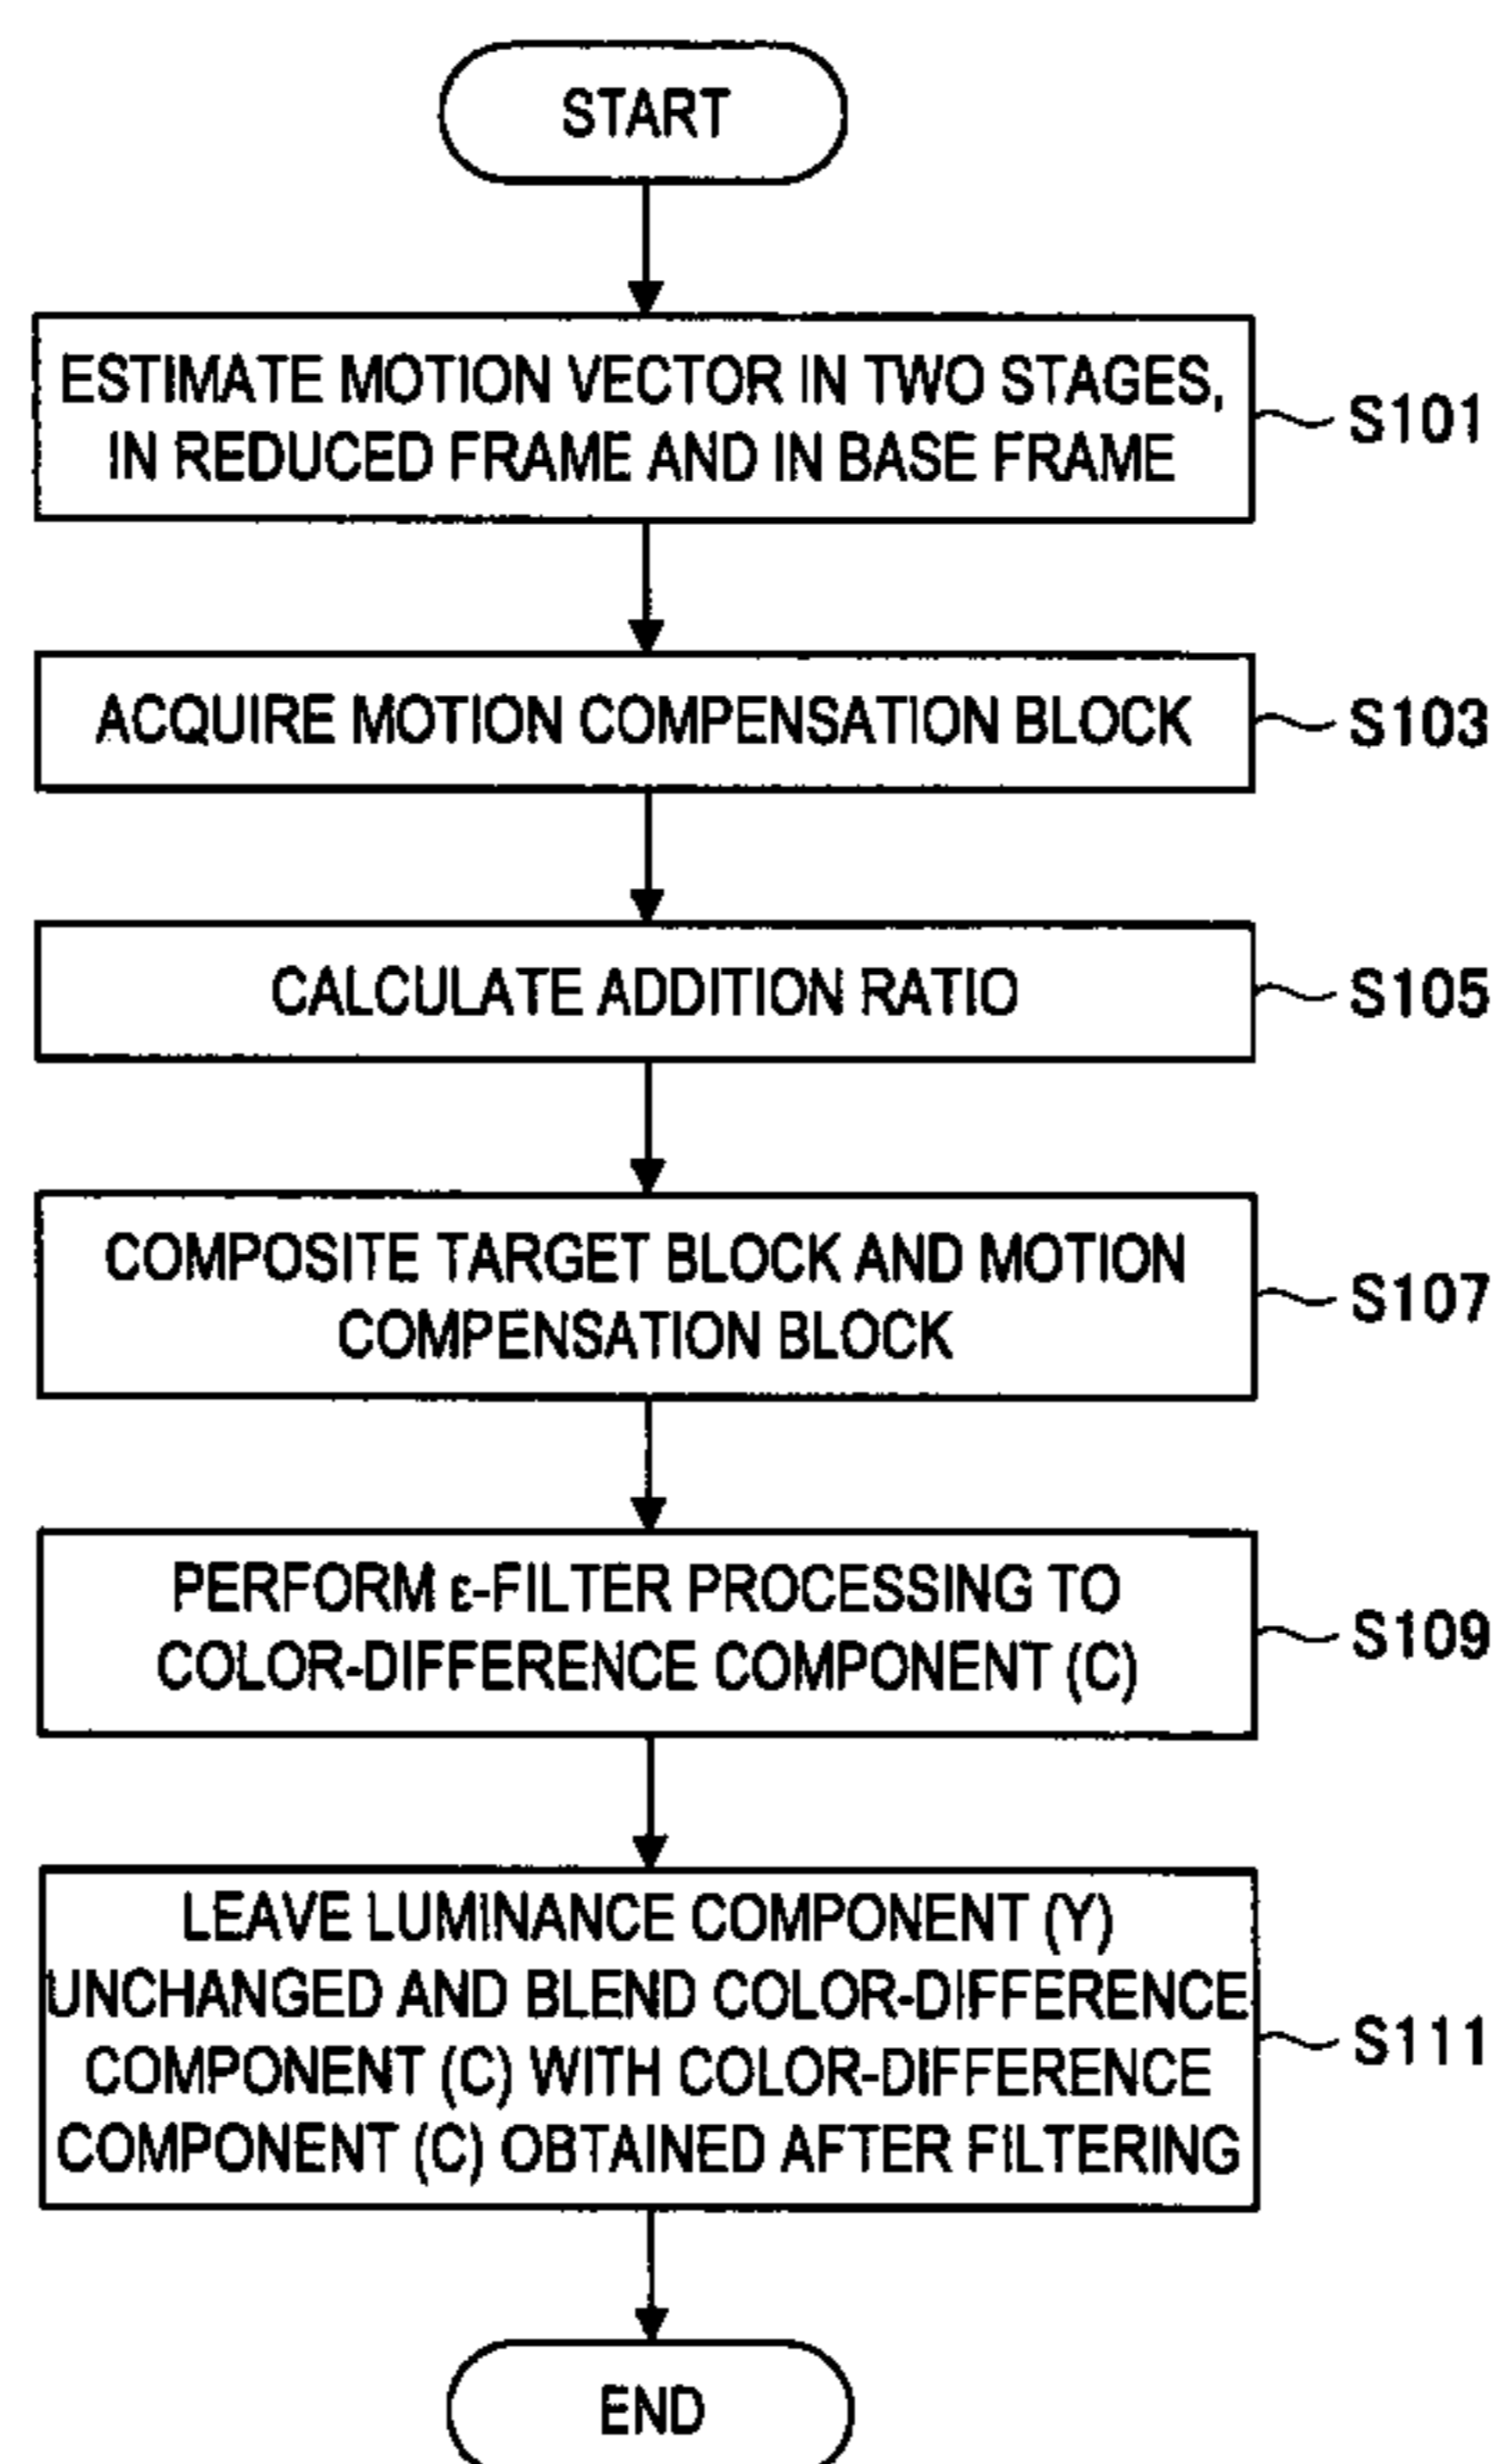 START
ESTIMATE MOTION VECTOR IN TWO STAGES,
IN REDUCED FRAME AND IN BASE FRAME
S101
ACQUIRE MOTION COMPENSATION BLOCK
S103
CALCULATE ADDITION RATIO
S105
COMPOSITE TARGET BLOCK AND MOTION
COMPENSATION BLOCK
S107
PERFORM ε-FILTER PROCESSING TO
COLOR-DIFFERENCE COMPONENT (C)
S109
LEAVE LUMINANCE COMPONENT (Y)
UNCHANGED AND BLEND COLOR-DIFFERENCE
COMPONENT (C) WITH COLOR-DIFFERENCE
COMPONENT (C) OBTAINED AFTER FILTERING
S111
END